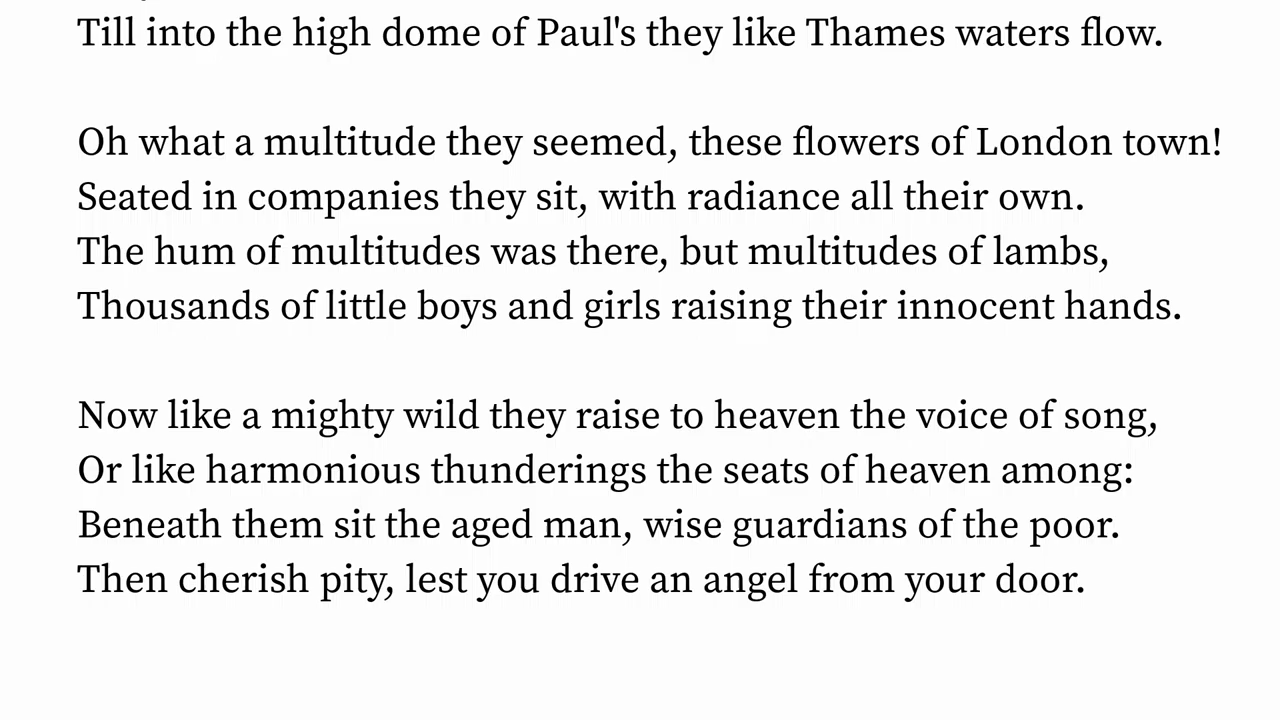 Till into the high dome of Paul's they like Thames waters flow.
Oh what a multitude they seemed, these flowers of London town!
Seated in companies they sit, with radiance all their own.
The hum of multitudes was there, but multitudes of lambs,
Thousands of little boys and girls raising their innocent hands.
Now like a mighty wild they raise to heaven the voice of song,
Or like harmonious thunderings the seats of heaven among:
Beneath them sit the aged man, wise guardians of the poor.
Then cherish pity, lest you drive an angel from your door.